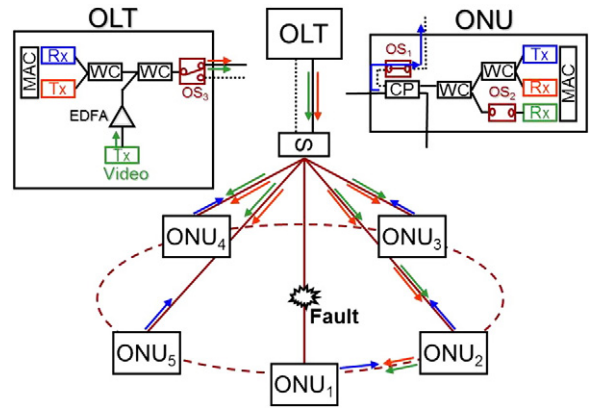 OLT
MAC
Rx
Tx
WC
WC
OS₃
EDFA
Tx
Video
OLT
S
ONU
OS₁
CP
WC
WC
OS₂
Tx
Rx
Rx
MAC
ONU₄
ONU₃
Fault
ONU₅
ONU₂
ONU₁